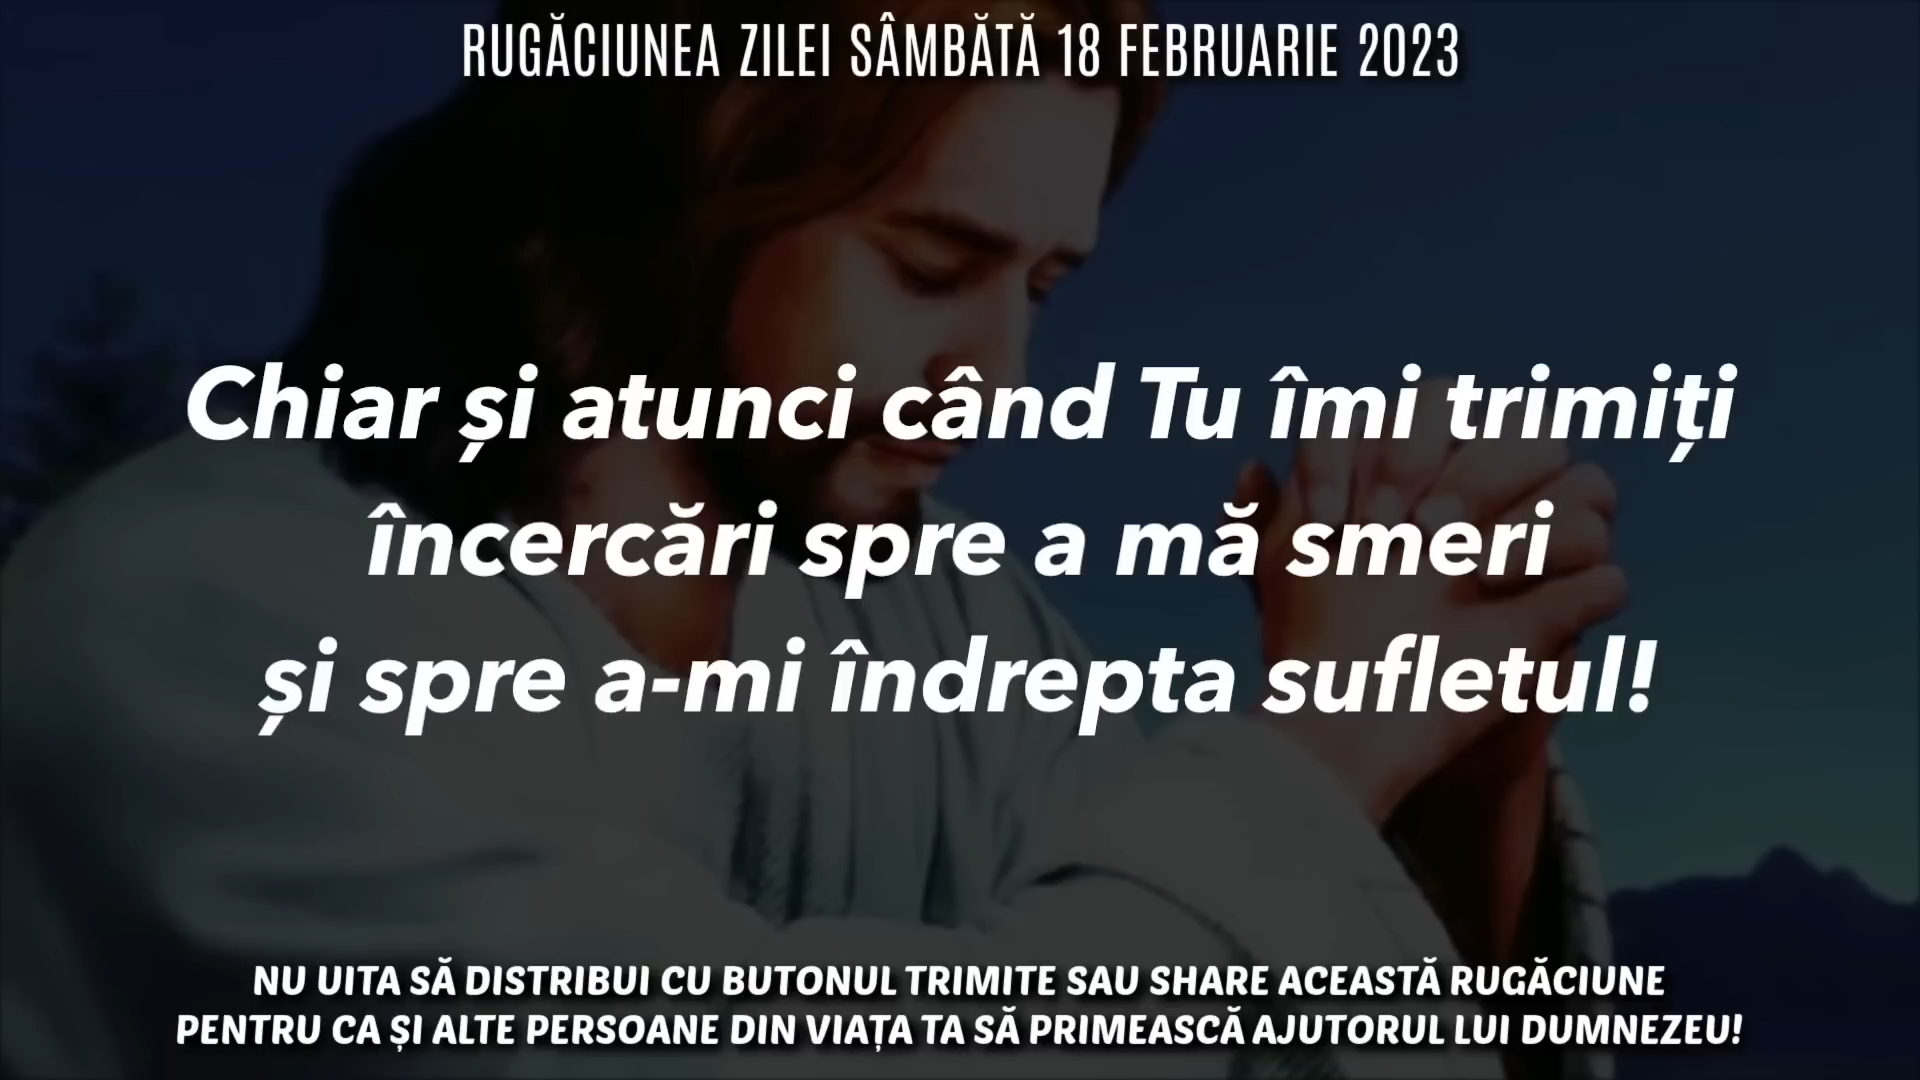 RUGĂCIUNEA ZILEI SÂMBĂTĂ 18 FEBRUARIE 2023
Chiar și atunci când Tu îmi trimiți
încercări spre a mă smeri
și spre a-mi îndrepta sufletul!
NU UITA SĂ DISTRIBUI CU BUTONUL TRIMITE SAU SHARE ACEASTĂ RUGĂCIUNE
PENTRU CA ȘI ALTE PERSOANE DIN VIAȚA TA SĂ PRIMEASCĂ AJUTORUL LUI DUMNEZEU!